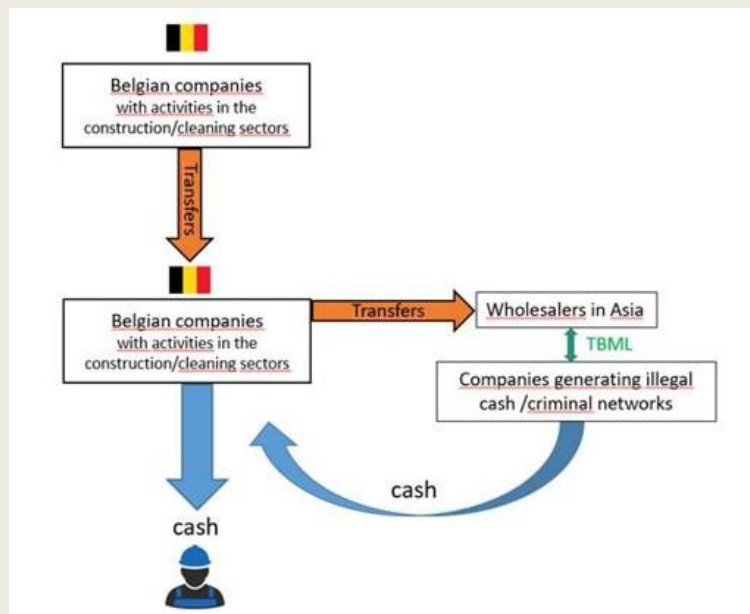 Belgian companies
with activities in the
construction/cleaning sectors
Transfers
Belgian companies
with activities in the
construction/cleaning sectors
Transfers
Wholesalers in Asia
TBML
Companies generating illegal
cash /criminal networks
cash
cash